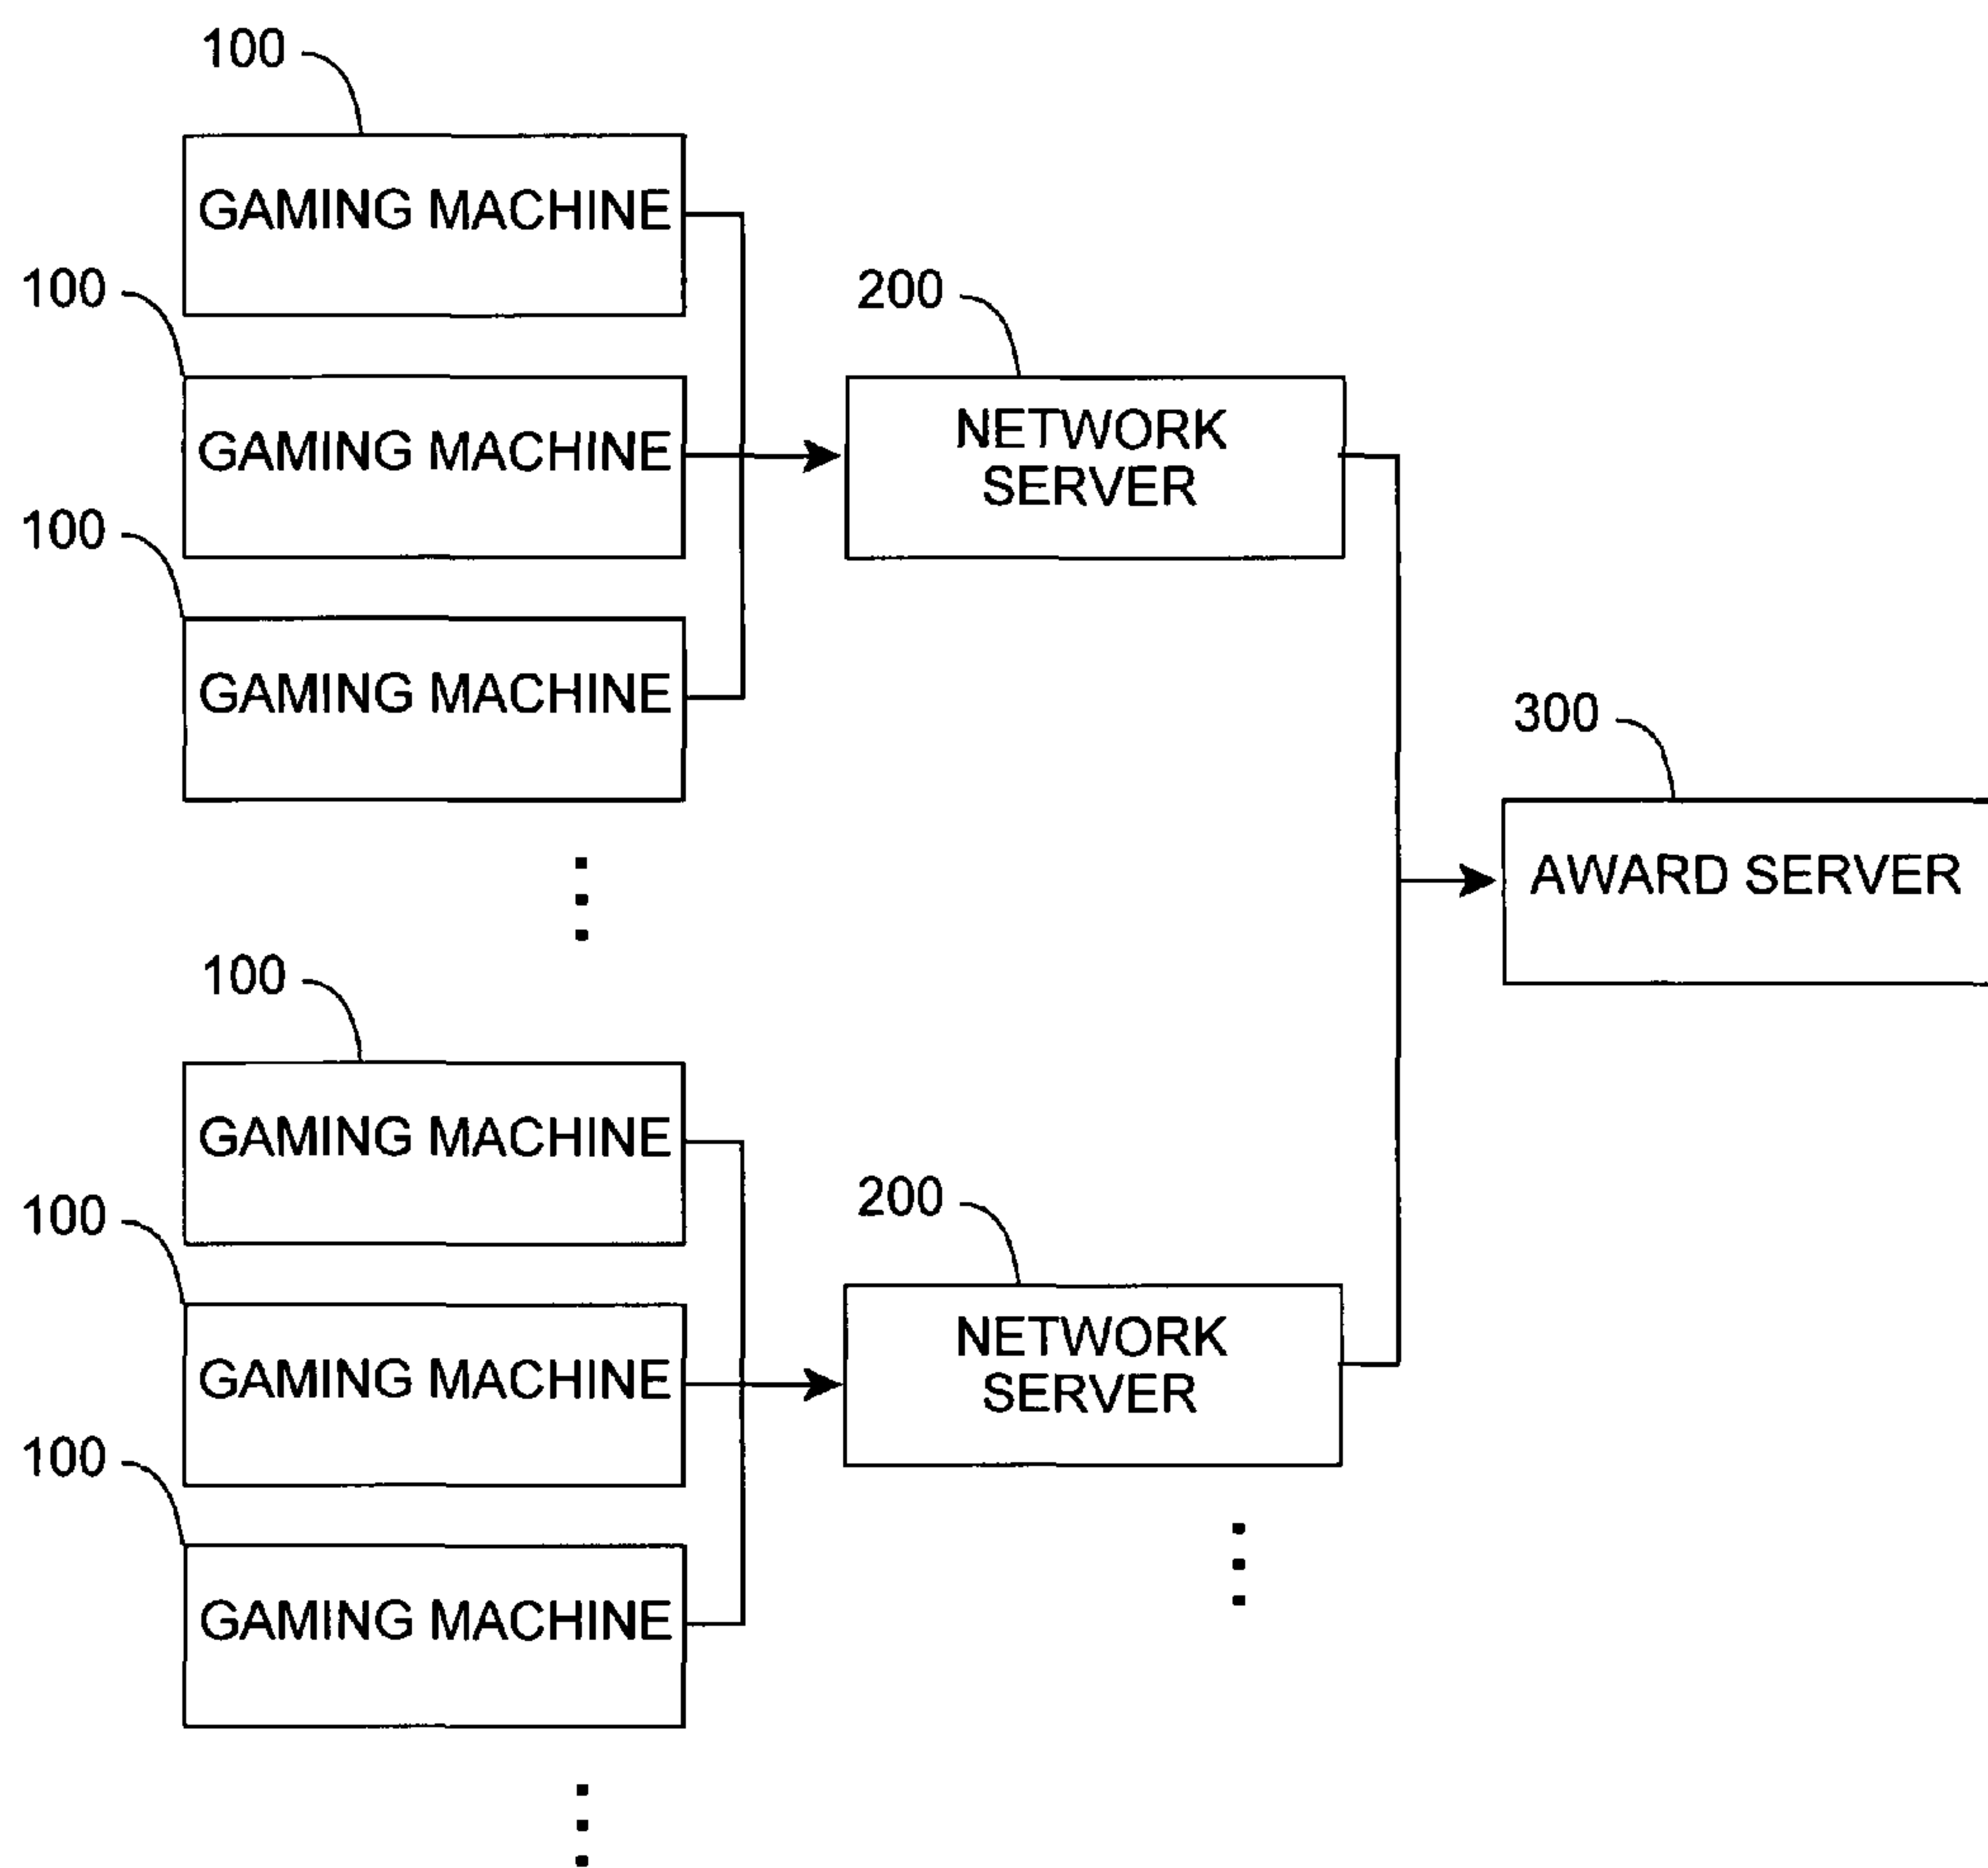 100
GAMING MACHINE
100
GAMING MACHINE
100
GAMING MACHINE
200
NETWORK
SERVER
300
AWARD SERVER
100
GAMING MACHINE
100
GAMING MACHINE
100
GAMING MACHINE
200
NETWORK
SERVER